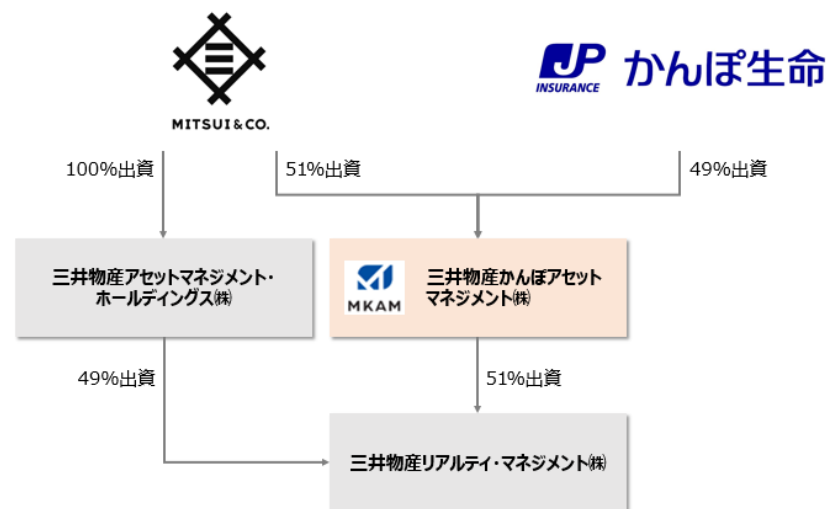 MITSUI & CO.
JP
INSURANCE
かんぽ生命
100%出資
51%出資
49%出資
三井物産アセットマネジメント・
ホールディングス㈱
MKAM
三井物産かんぽアセット
マネジメント㈱
49%出資
51%出資
三井物産リアルティ・マネジメント㈱